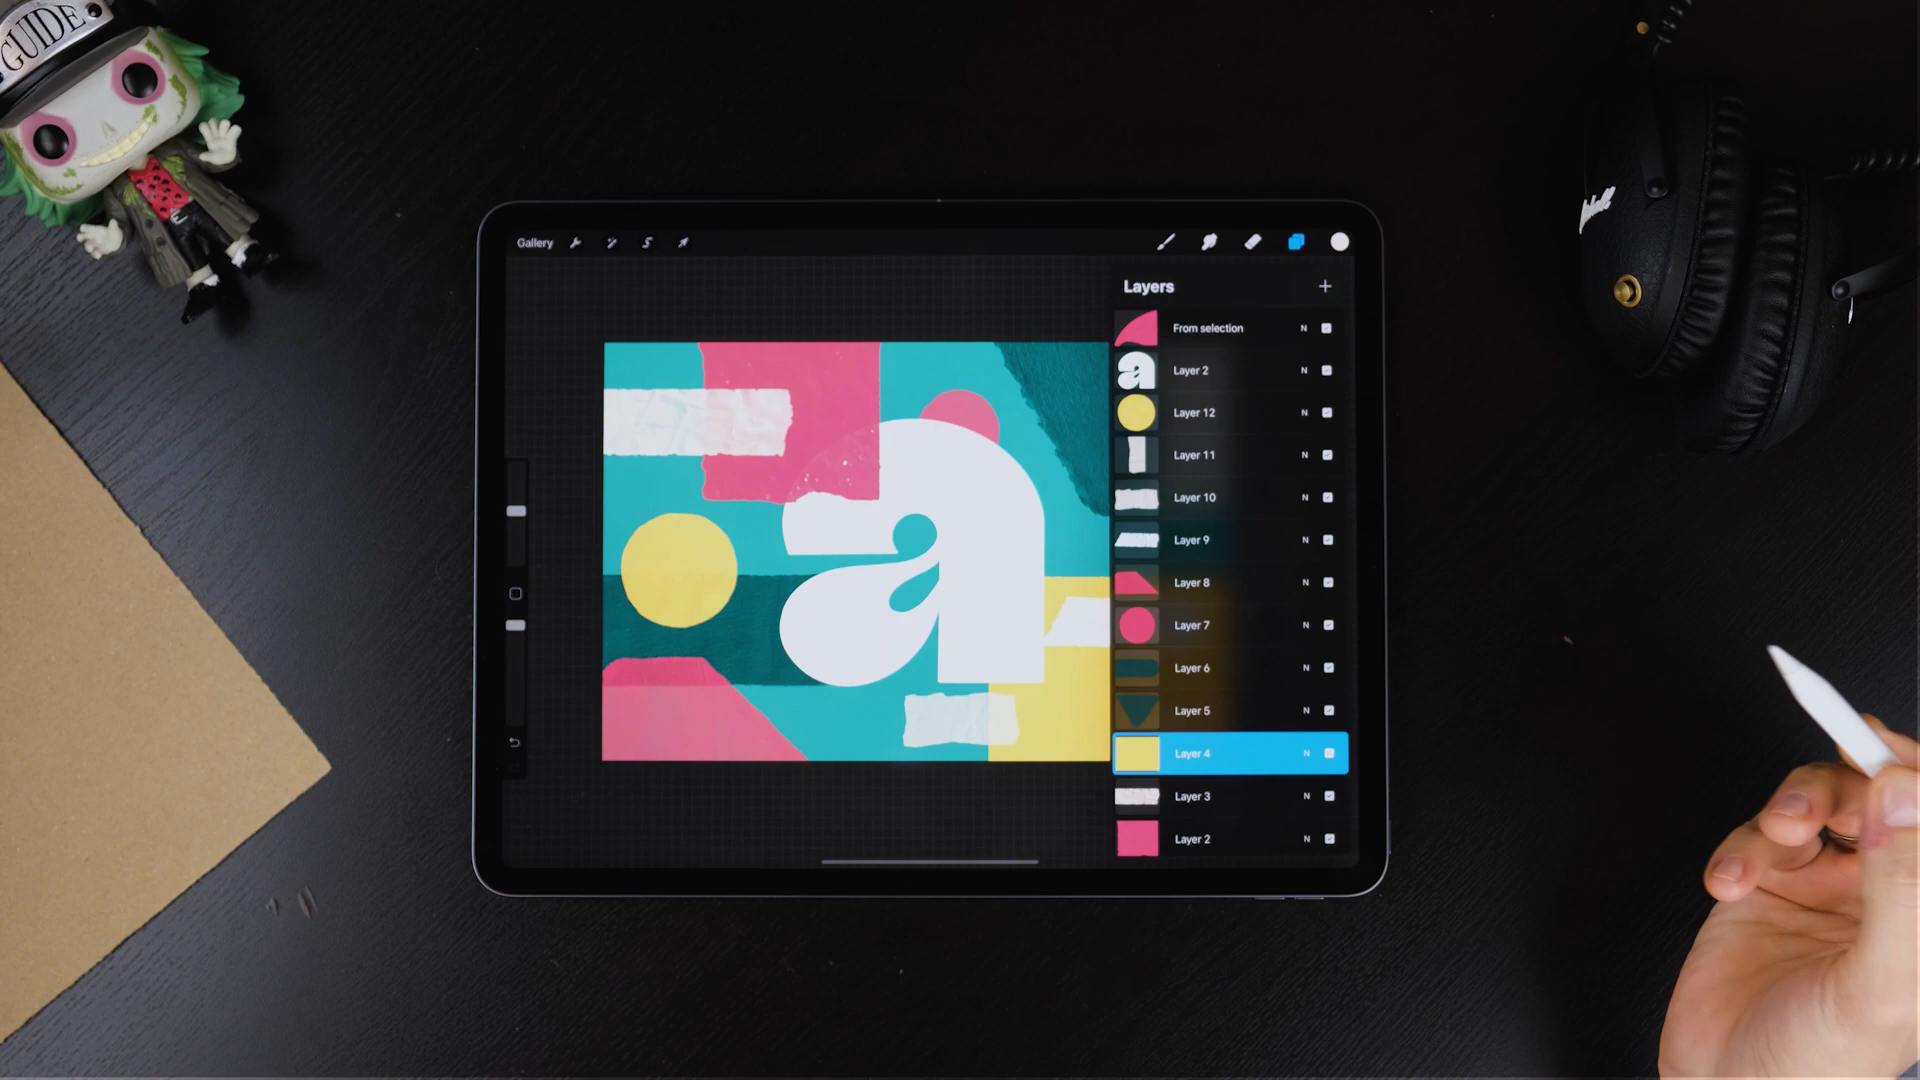 GUIDE
Gallery
Layers
From selection N
a Layer 2 N
Layer 12 N
Layer 11 N
Layer 10 N
Layer 9 N
Layer 8 N
Layer 7 N
Layer 6 N
Layer 5 N
Layer 4 N
Layer 3 N
Layer 2 N
a